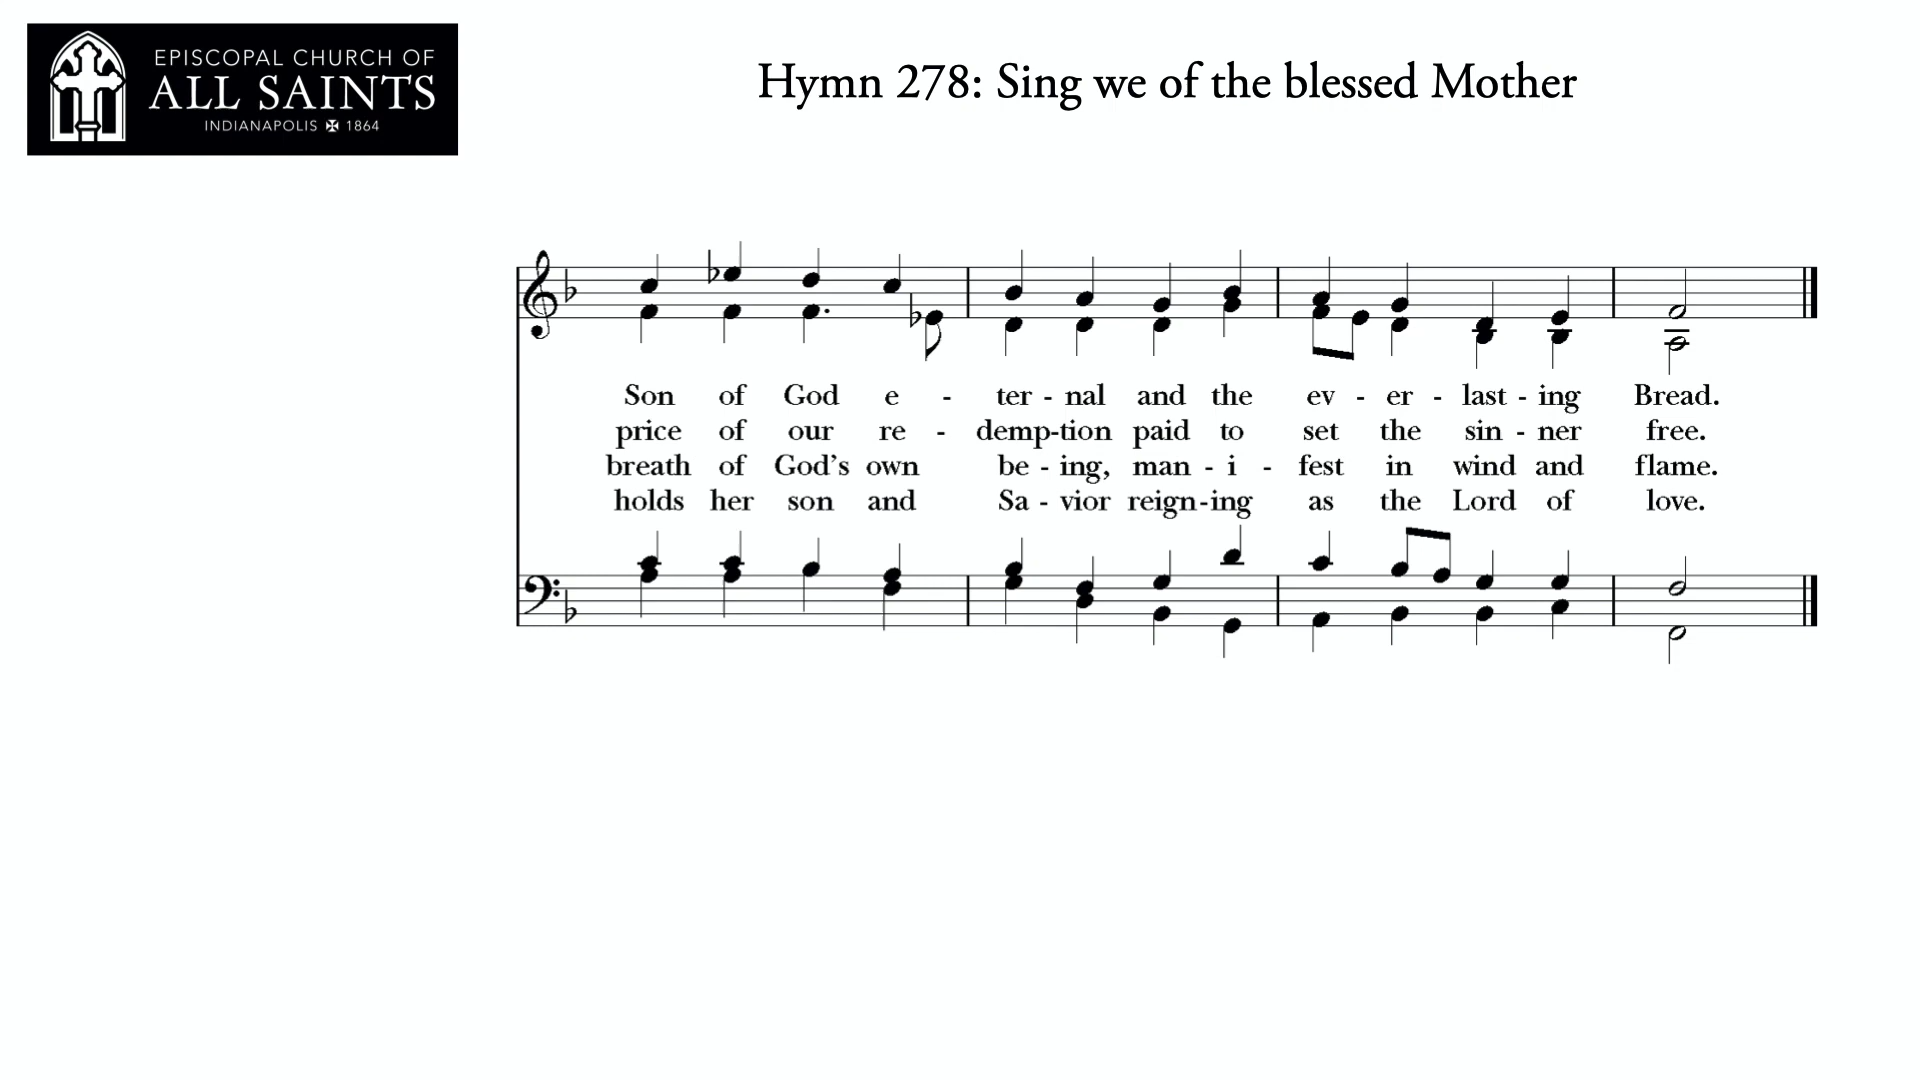 EPISCOPAL CHURCH OF
ALL SAINTS
INDIANAPOLIS ✠ 1864
Hymn 278: Sing we of the blessed Mother
Son of God e - ter - nal and the ev - er - last - ing Bread.
price of our re - demp-tion paid to set the sin - ner free.
breath of God’s own be - ing, man - i - fest in wind and flame.
holds her son and Sa - vior reign-ing as the Lord of love.